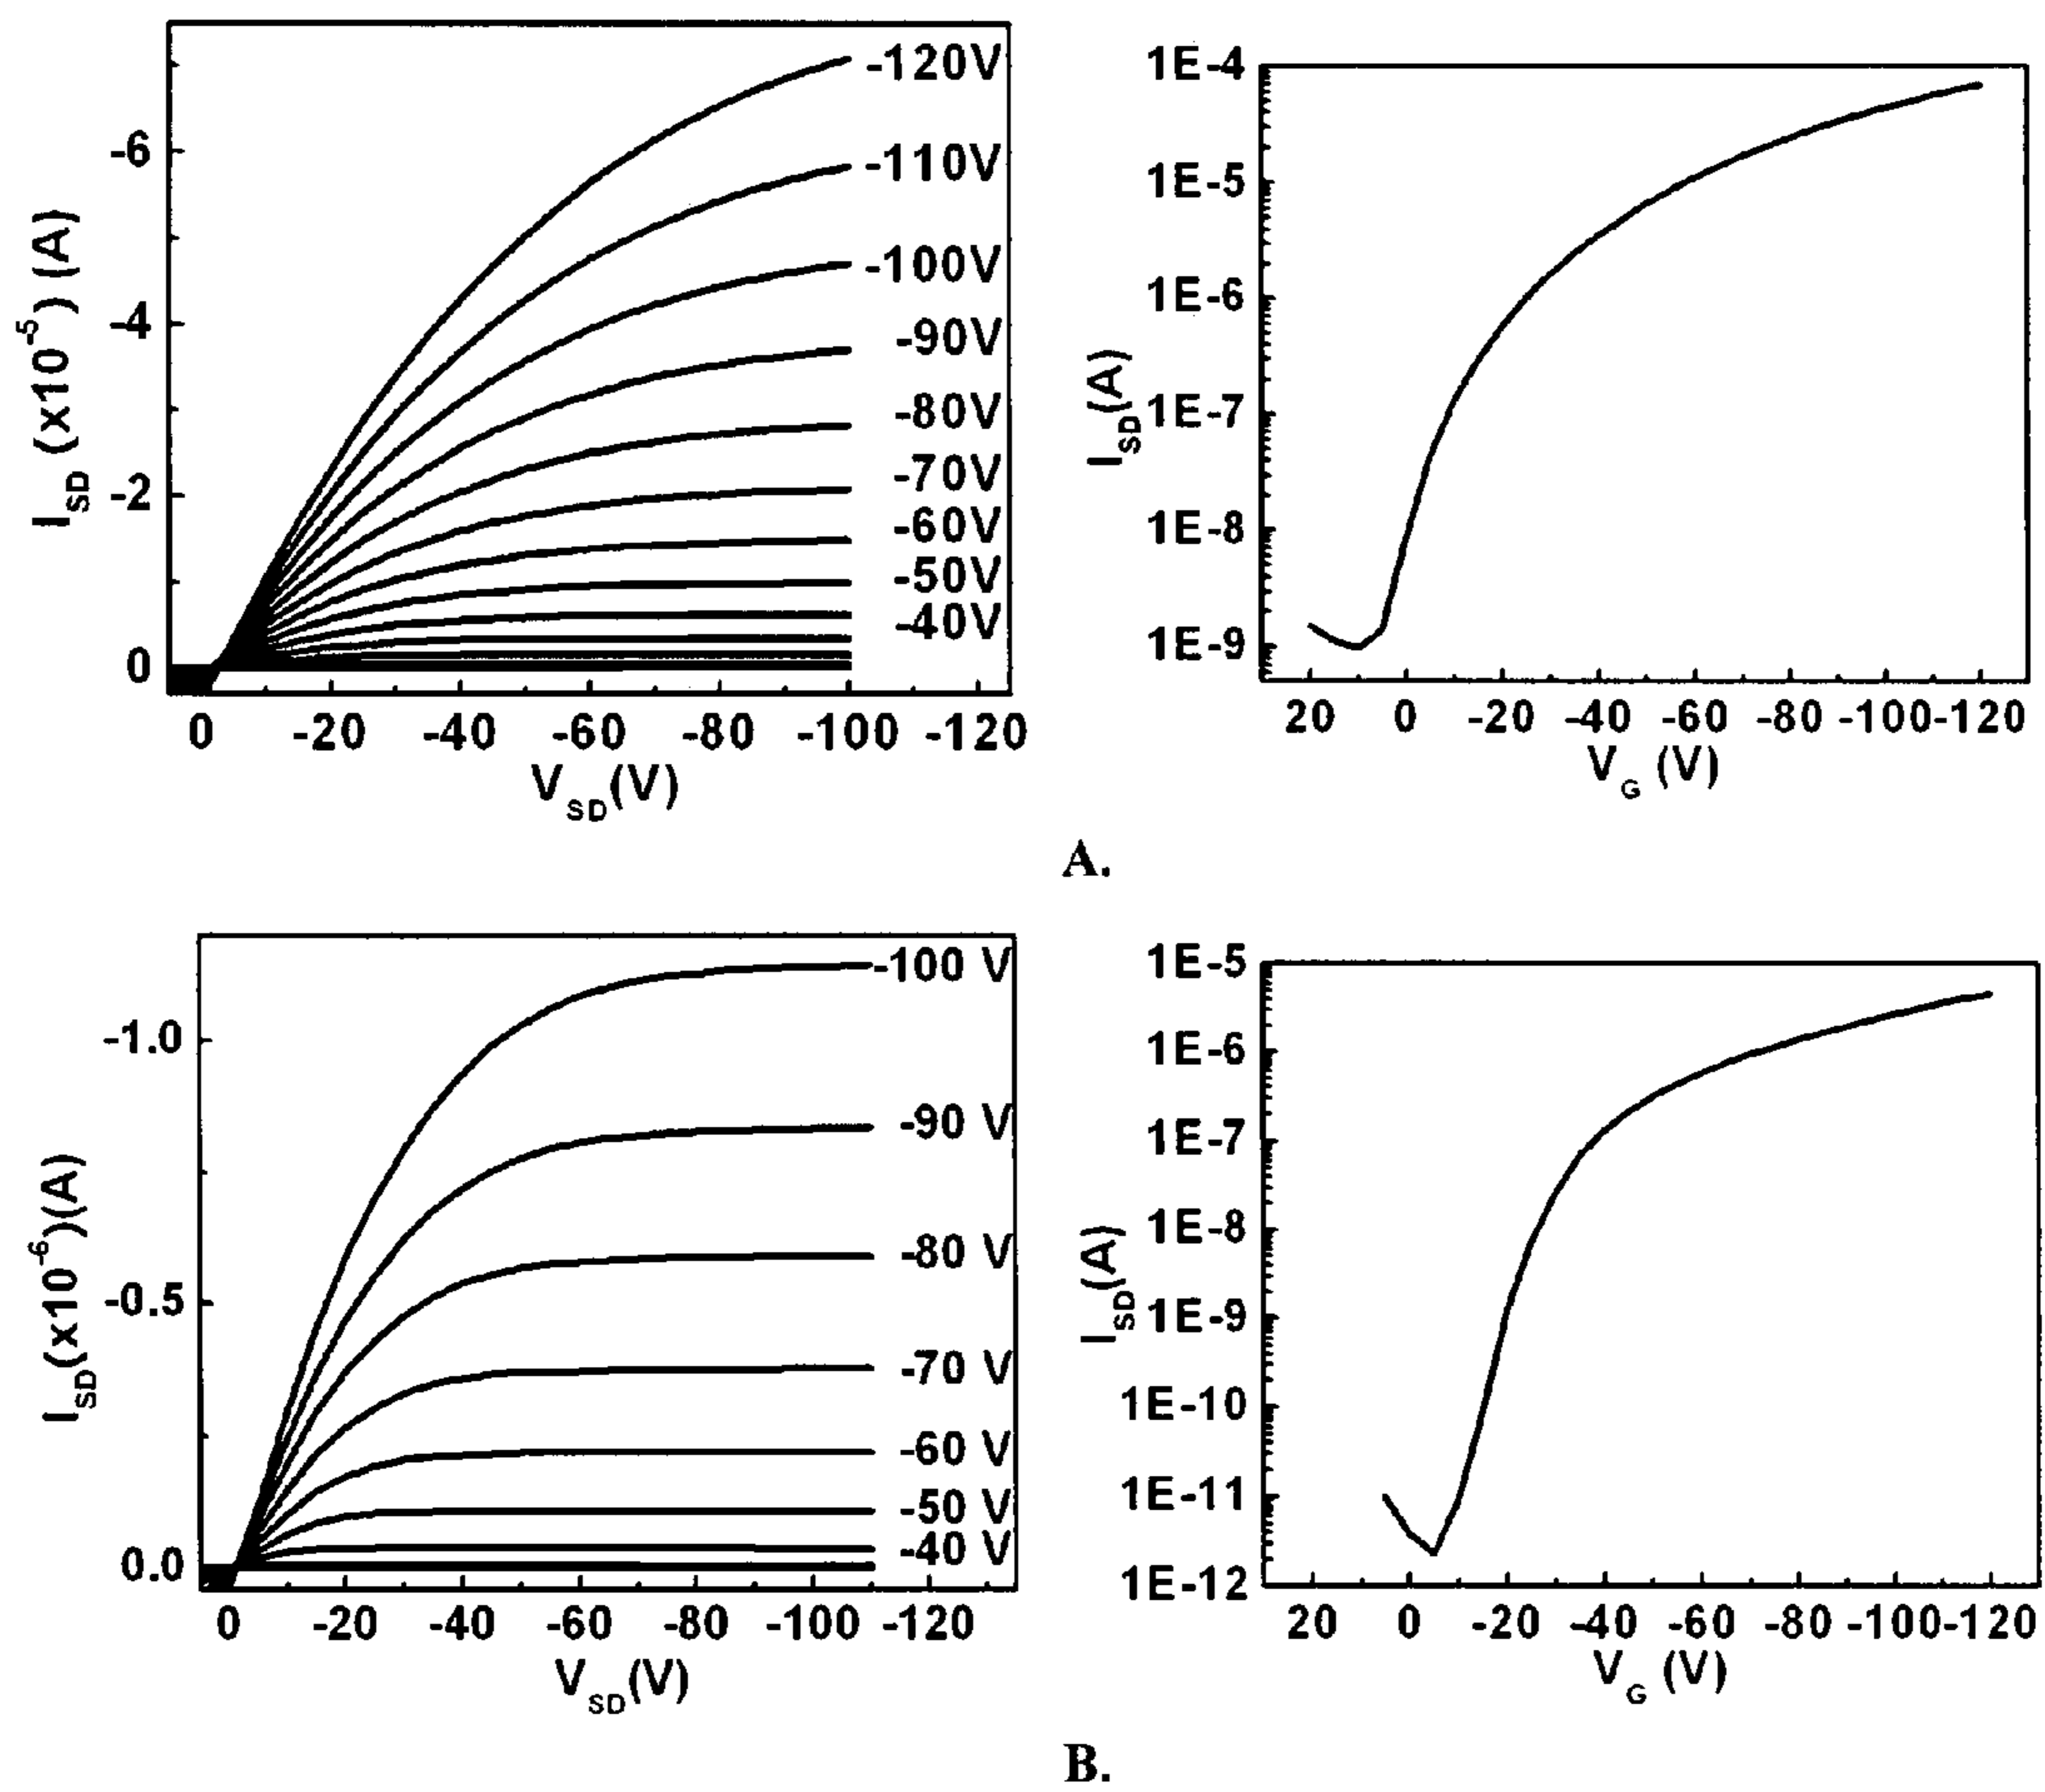 -120V
-110V
-100V
-90V
-80V
-70V
-60V
-50V
-40V
-6
-4
-2
0
I_SD (x10^-5) (A)
0 -20 -40 -60 -80 -100 -120
V_SD (V)
1E-4
1E-5
1E-6
1E-7
1E-8
1E-9
I_SD (A)
20 0 -20 -40 -60 -80 -100 -120
V_G (V)
A.
-100 V
-90 V
-80 V
-70 V
-60 V
-50 V
-40 V
-1.0
-0.5
0.0
I_SD (x10^-6)(A)
0 -20 -40 -60 -80 -100 -120
V_SD (V)
1E-5
1E-6
1E-7
1E-8
1E-9
1E-10
1E-11
1E-12
I_SD (A)
20 0 -20 -40 -60 -80 -100 -120
V_G (V)
B.